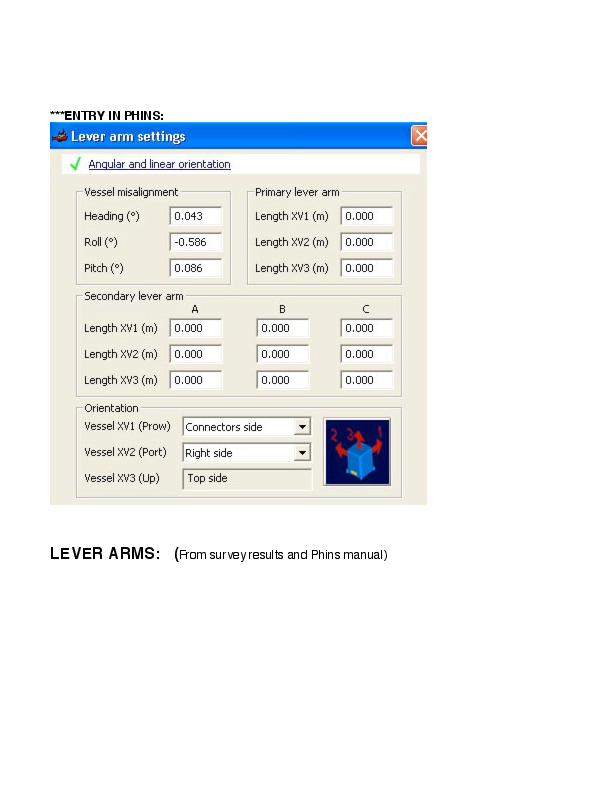 ***ENTRY IN PHINS:
Lever arm settings
Angular and linear orientation
Vessel misalignment
Primary lever arm
Heading (°) 0.043 Length XV1 (m) 0.000
Roll (°) -0.586 Length XV2 (m) 0.000
Pitch (°) 0.086 Length XV3 (m) 0.000
Secondary lever arm
A B C
Length XV1 (m) 0.000 0.000 0.000
Length XV2 (m) 0.000 0.000 0.000
Length XV3 (m) 0.000 0.000 0.000
Orientation
Vessel XV1 (Prow) Connectors side
Vessel XV2 (Port) Right side
Vessel XV3 (Up) Top side
2 3 1
LEVER ARMS: (From survey results and Phins manual)